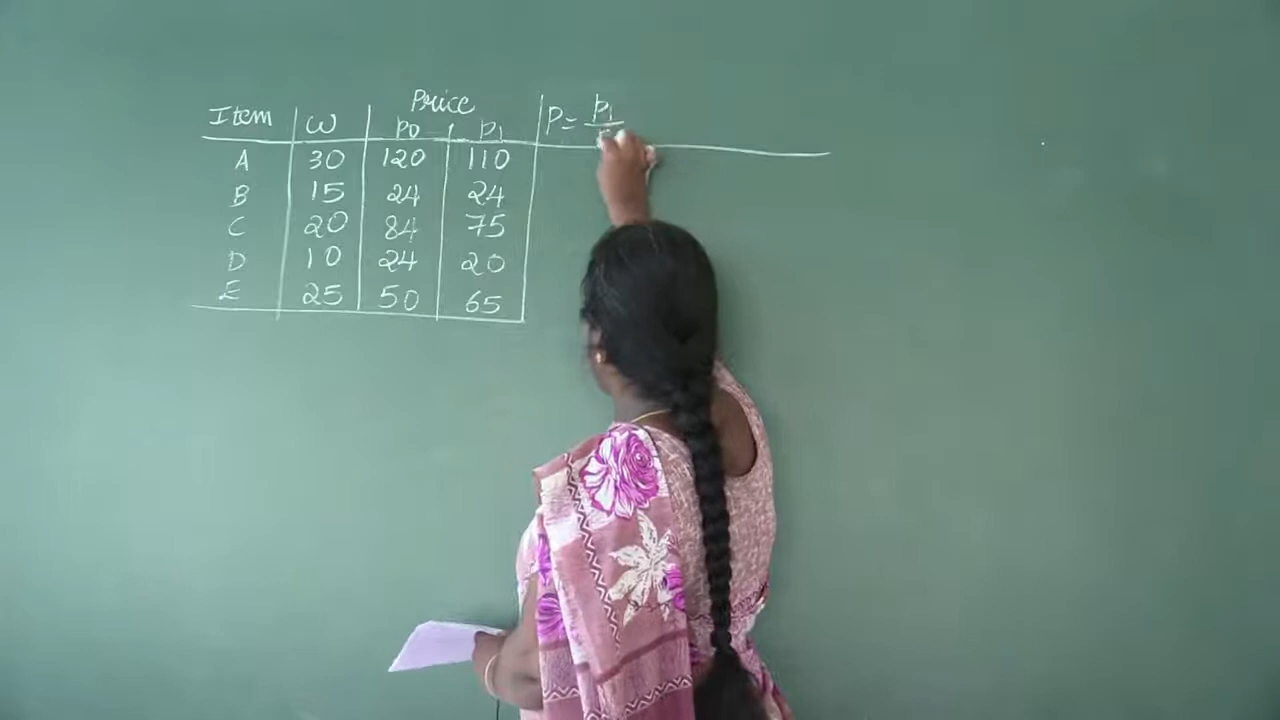 Price
Item ω p0 p1 P = p1
A 30 120 110
B 15 24 24
C 20 84 75
D 10 24 20
E 25 50 65